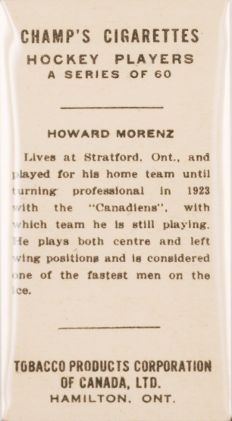 CHAMP'S CIGARETTES
HOCKEY PLAYERS
A SERIES OF 60
HOWARD MORENZ
Lives at Stratford, Ont., and
played for his home team until
turning professional in 1923
with the "Canadiens", with
which team he is still playing.
He plays both centre and left
wing positions and is considered
one of the fastest men on the
ice.
TOBACCO PRODUCTS CORPORATION
OF CANADA, LTD.
HAMILTON, ONT.